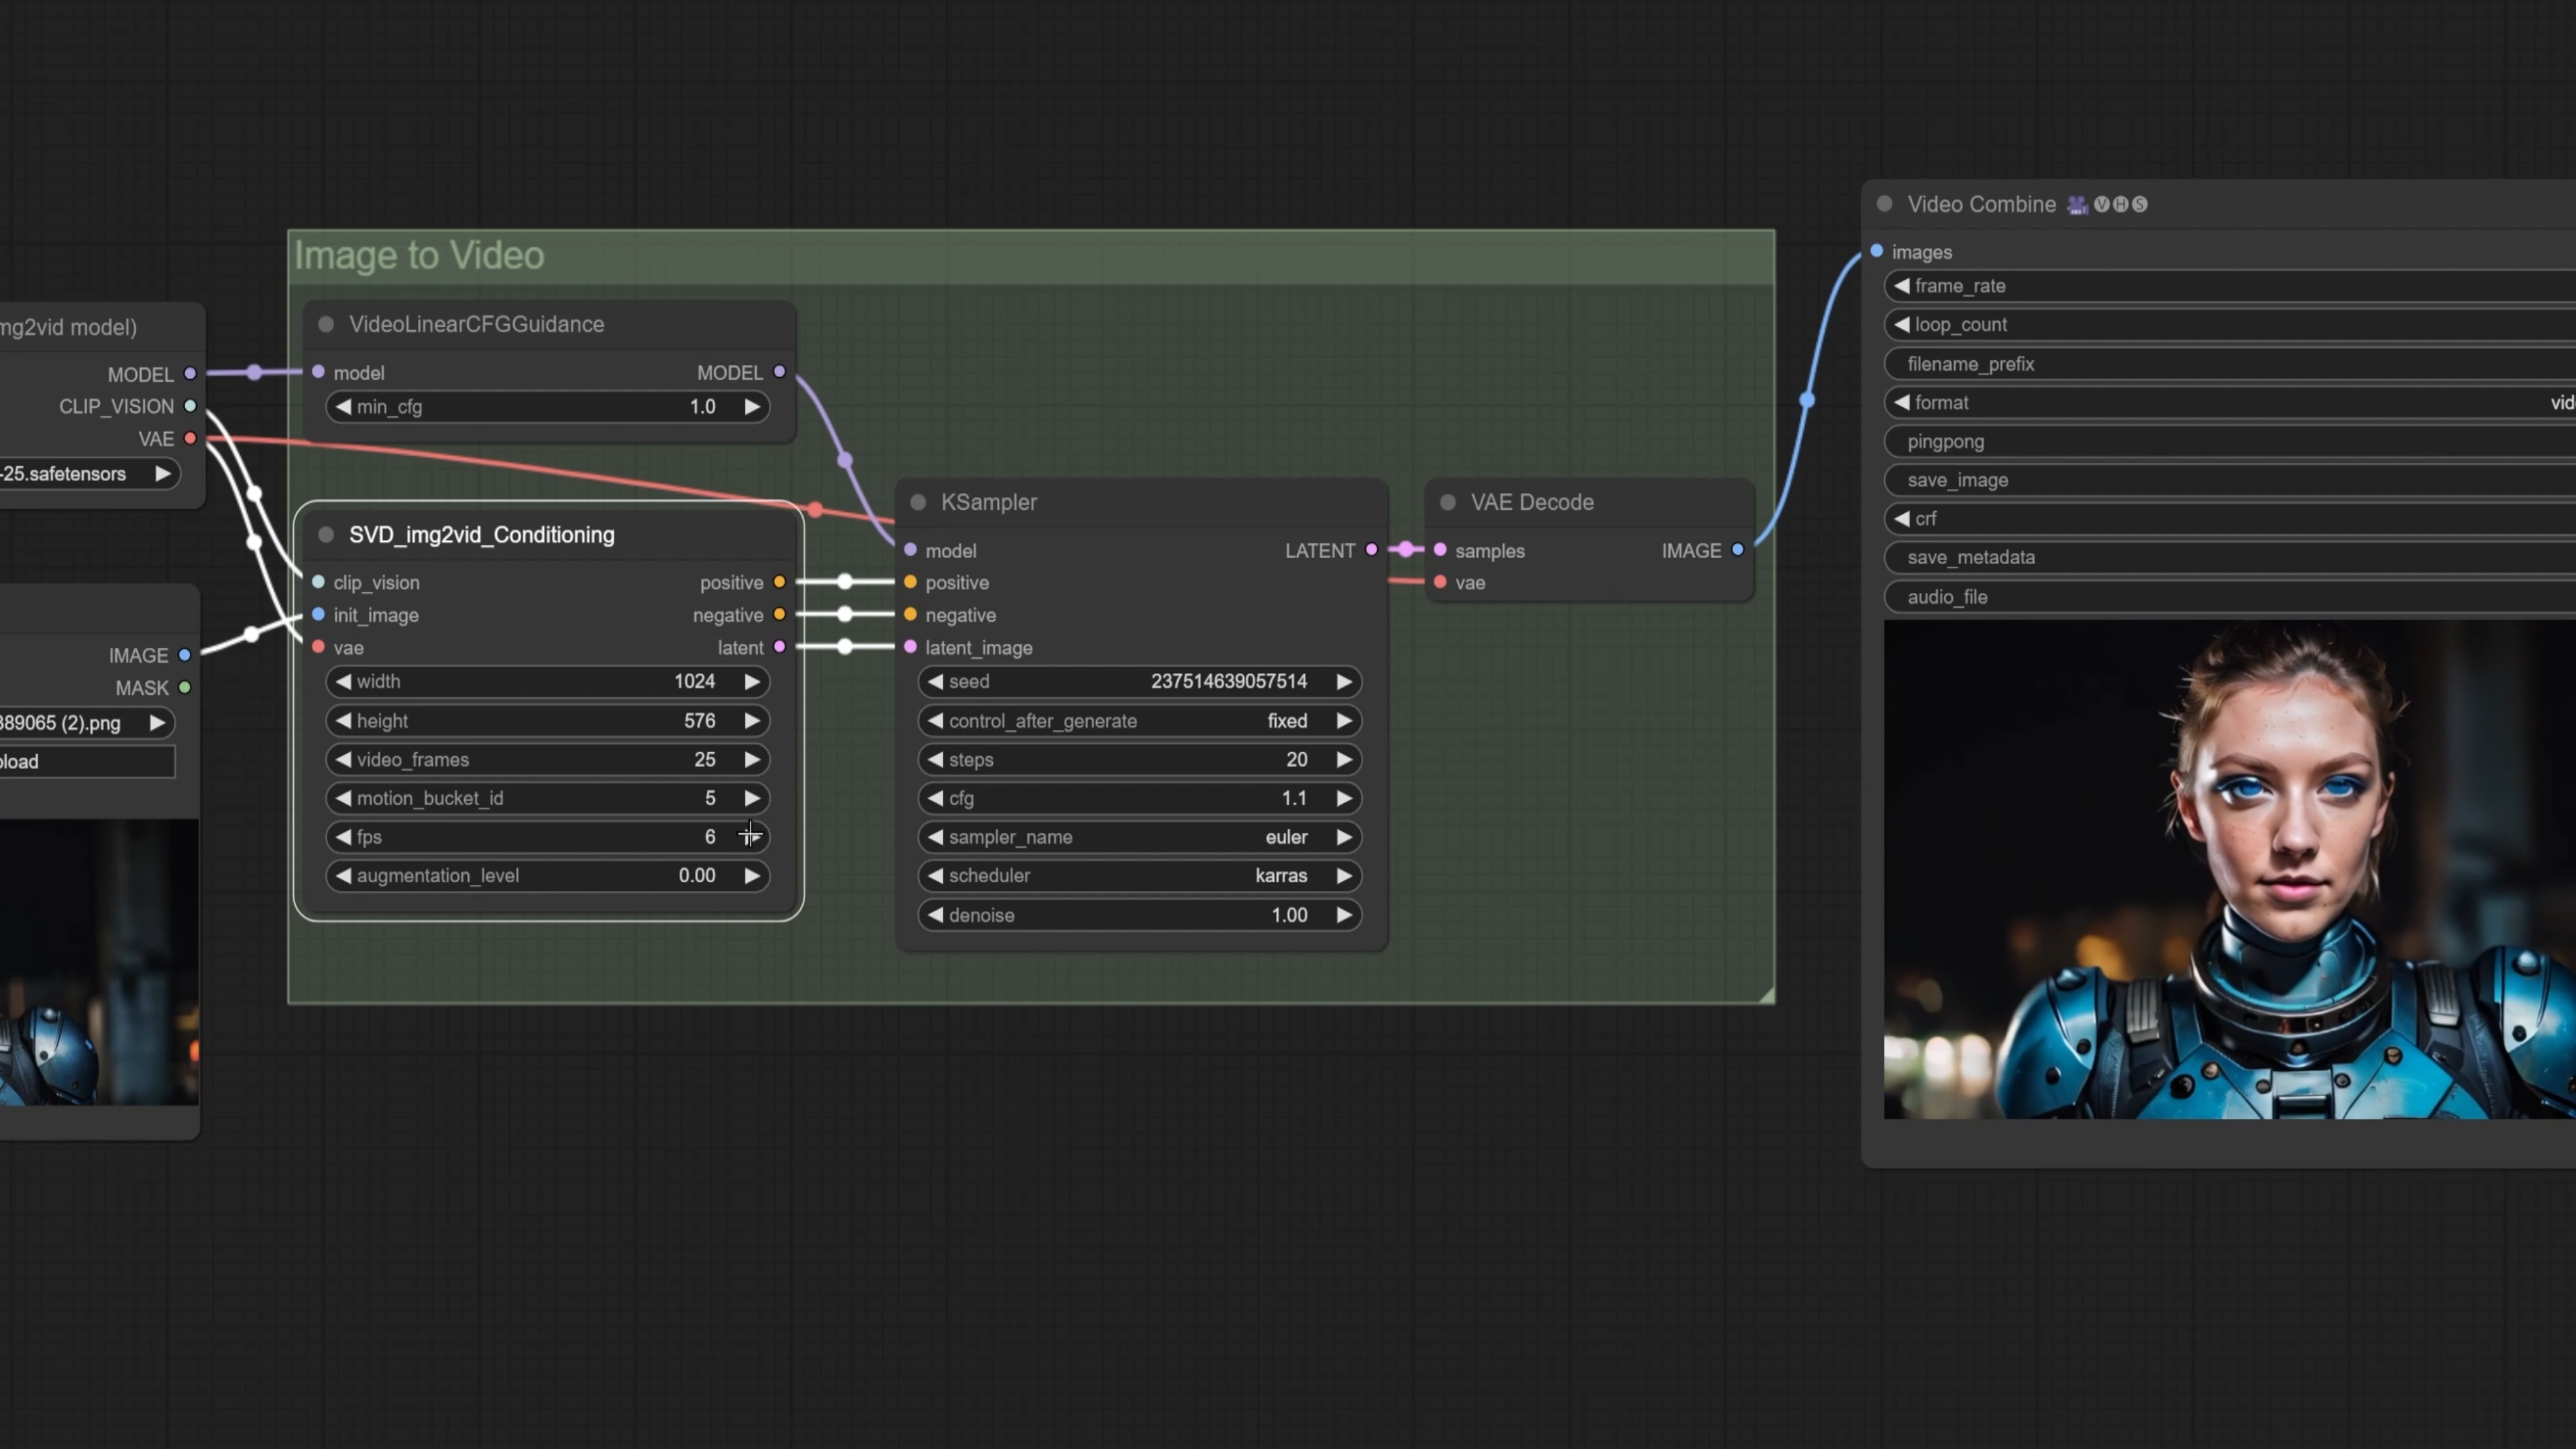 mg2vid model)
MODEL
CLIP_VISION
VAE
-25.safetensors
IMAGE
MASK
389065 (2).png
pload
Image to Video
VideoLinearCFGGuidance
model MODEL
min_cfg 1.0
SVD_img2vid_Conditioning
clip_vision positive
init_image negative
vae latent
width 1024
height 576
video_frames 25
motion_bucket_id 5
fps 6
augmentation_level 0.00
KSampler
model LATENT
positive
negative
latent_image
seed 237514639057514
control_after_generate fixed
steps 20
cfg 1.1
sampler_name euler
scheduler karras
denoise 1.00
VAE Decode
samples IMAGE
vae
Video Combine 🎥🅥🅗🅢
images
frame_rate
loop_count
filename_prefix
format vid
pingpong
save_image
crf
save_metadata
audio_file